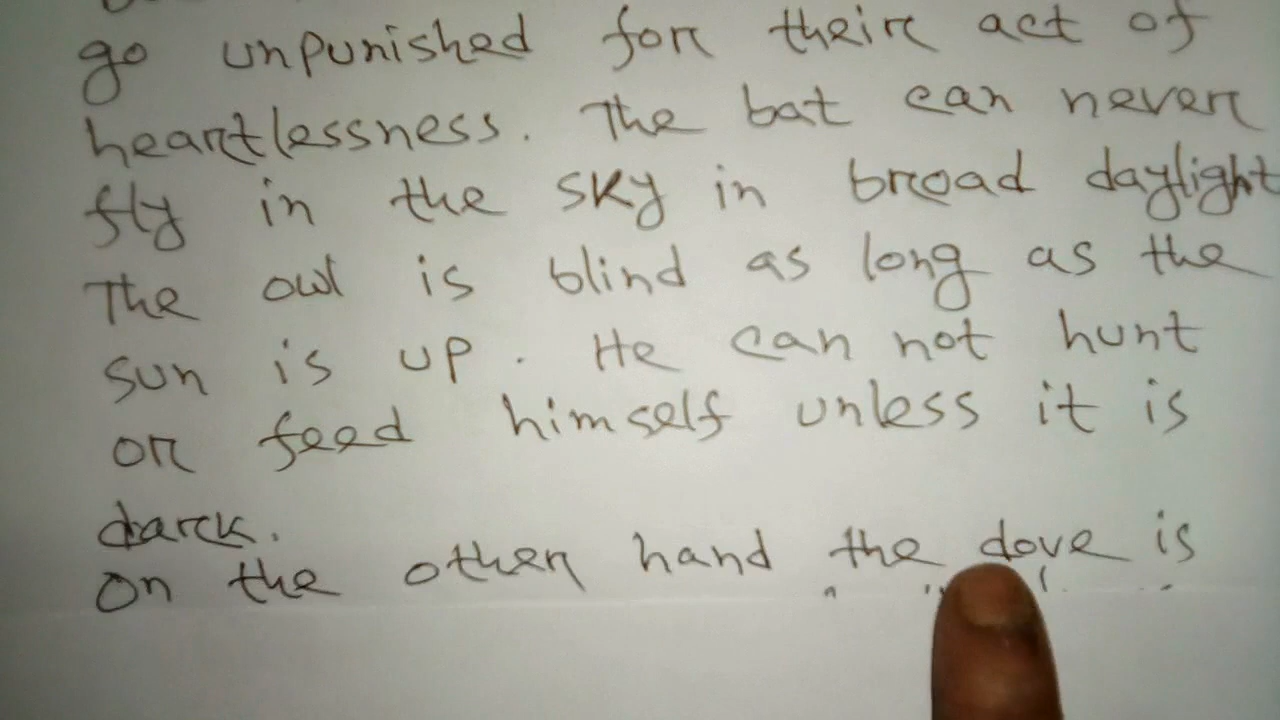 go unpunished for their act of
heartlessness. The bat can never
fly in the sky in broad daylight
The owl is blind as long as the
sun is up. He can not hunt
or feed himself unless it is
dark.
On the other hand the dove is